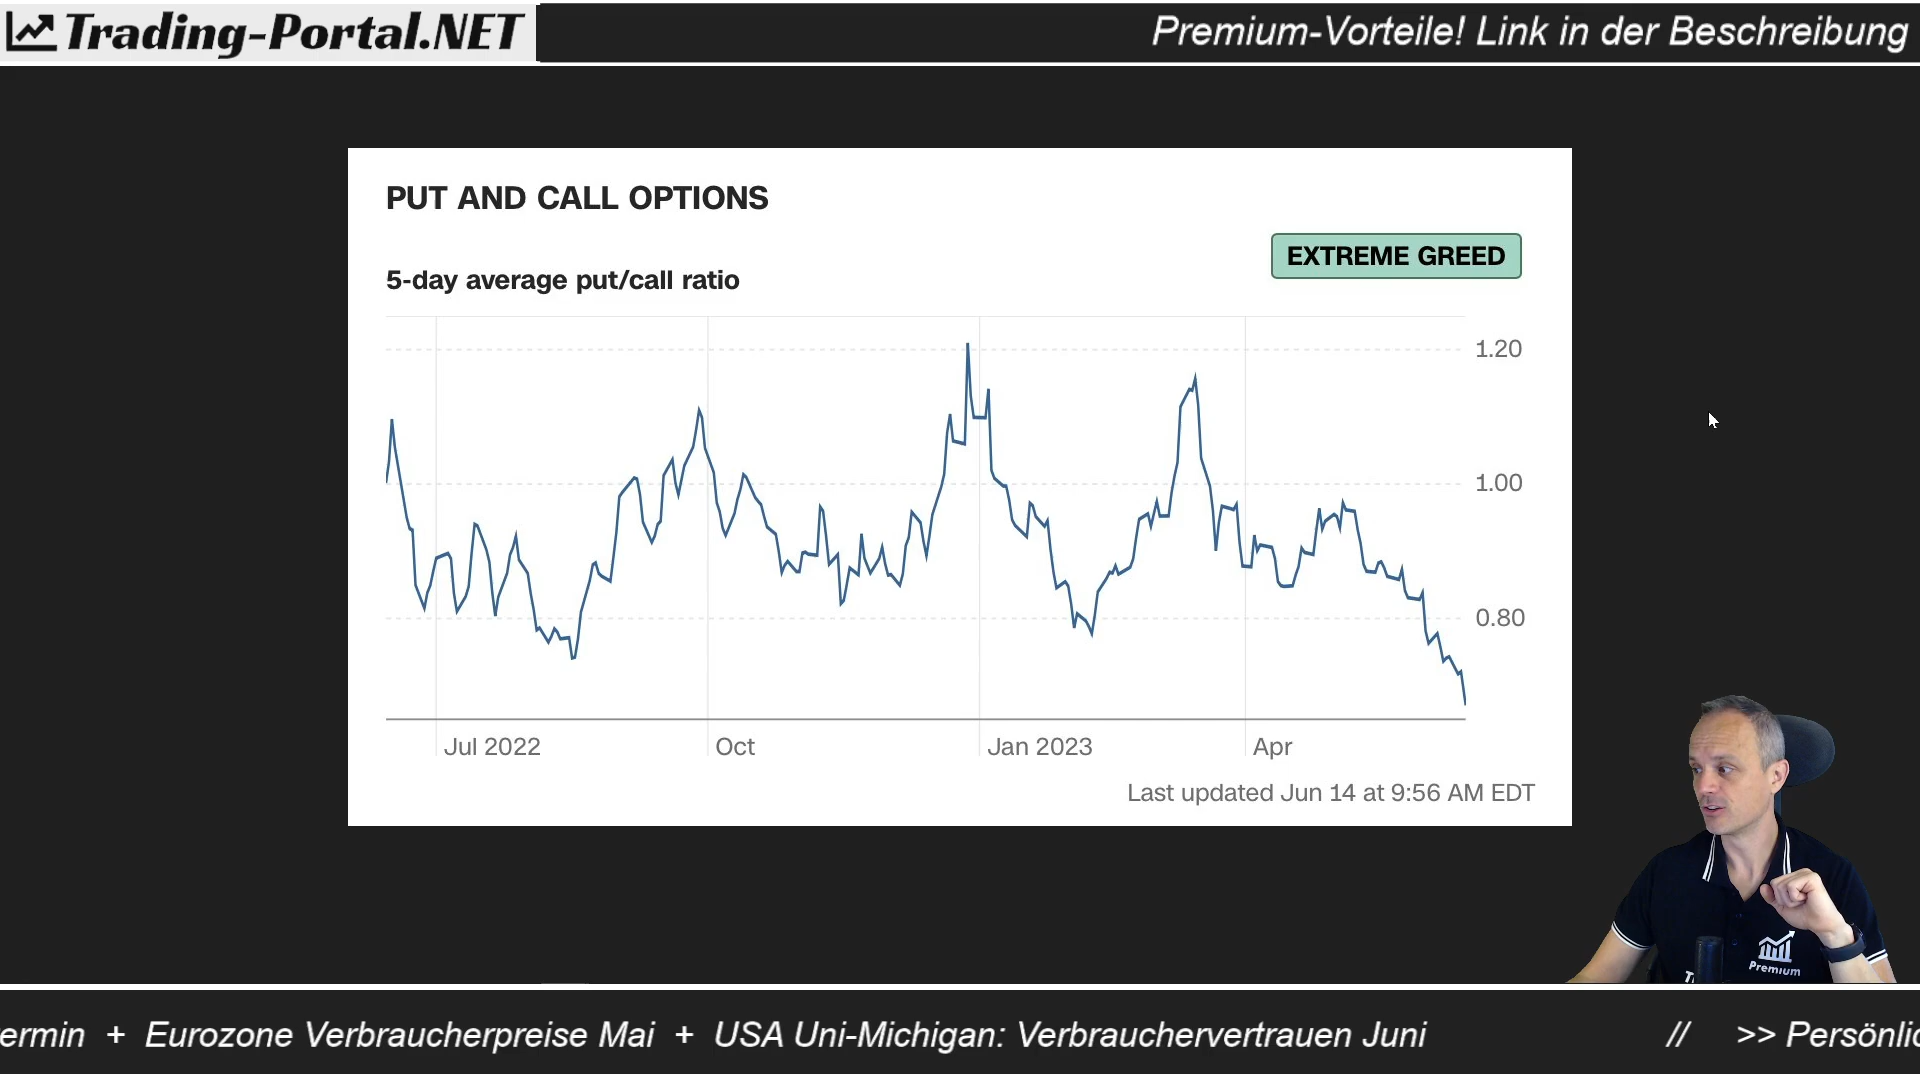 Trading-Portal.NET
Premium-Vorteile! Link in der Beschreibung
PUT AND CALL OPTIONS
EXTREME GREED
5-day average put/call ratio
1.20
1.00
0.80
Jul 2022 Oct Jan 2023 Apr
Last updated Jun 14 at 9:56 AM EDT
Premium
ermin + Eurozone Verbraucherpreise Mai + USA Uni-Michigan: Verbrauchervertrauen Juni // >> Persönlic